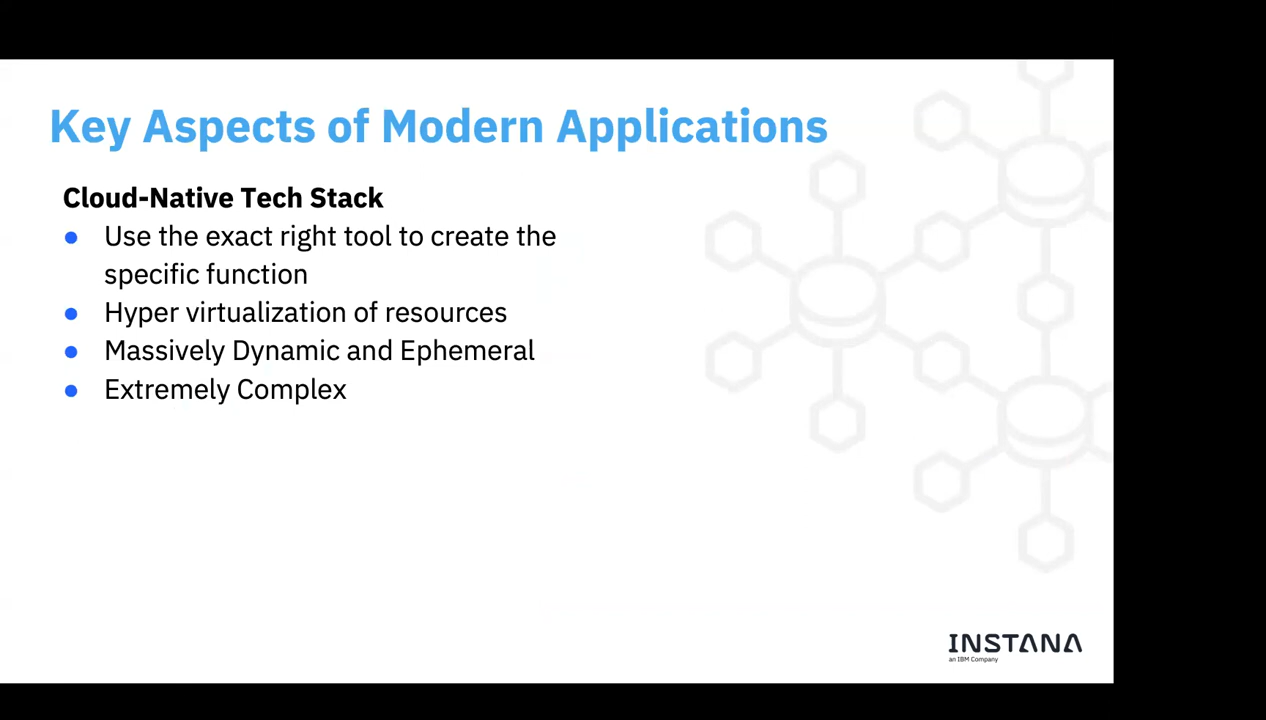 Key Aspects of Modern Applications
Cloud-Native Tech Stack
● Use the exact right tool to create the
specific function
● Hyper virtualization of resources
● Massively Dynamic and Ephemeral
● Extremely Complex
INSTANA
an IBM Company